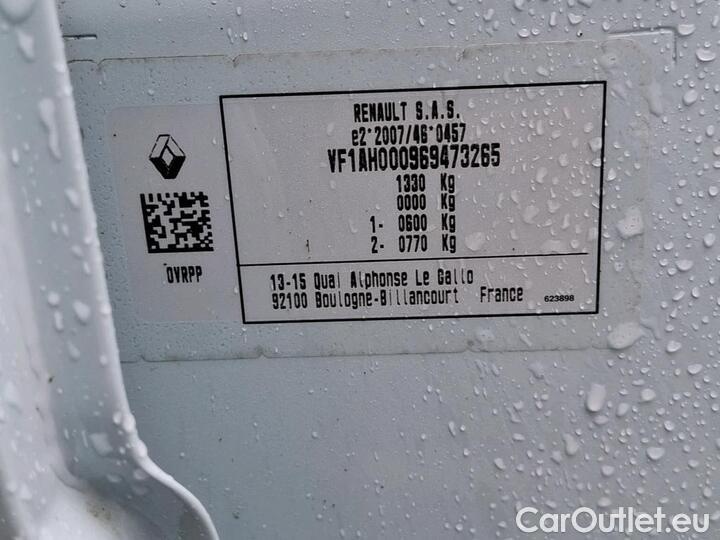 RENAULT S.A.S.
e2*2007/46*0457
VF1AH000969473265
1330 Kg
0000 Kg
1- 0600 Kg
2- 0770 Kg
0VRPP
13-15 Quai Alphonse Le Gallo
92100 Boulogne-Billancourt France
623898
CarOutlet.eu